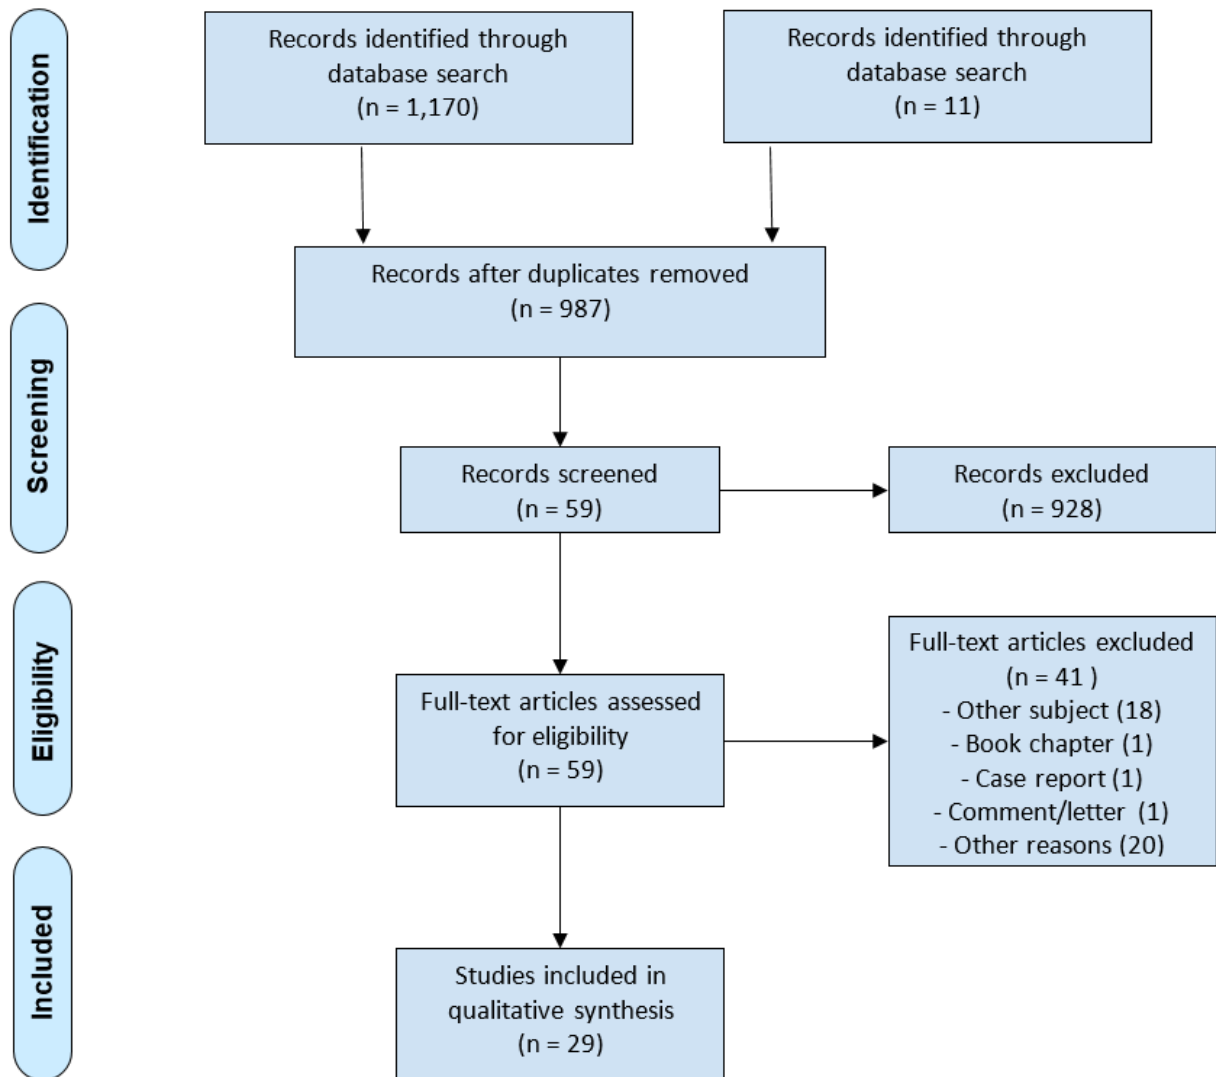 Identification
Records identified through
database search
(n = 1,170)
Records identified through
database search
(n = 11)
Records after duplicates removed
(n = 987)
Screening
Records screened
(n = 59)
Records excluded
(n = 928)
Eligibility
Full-text articles assessed
for eligibility
(n = 59)
Full-text articles excluded
(n = 41 )
- Other subject (18)
- Book chapter (1)
- Case report (1)
- Comment/letter (1)
- Other reasons (20)
Included
Studies included in
qualitative synthesis
(n = 29)